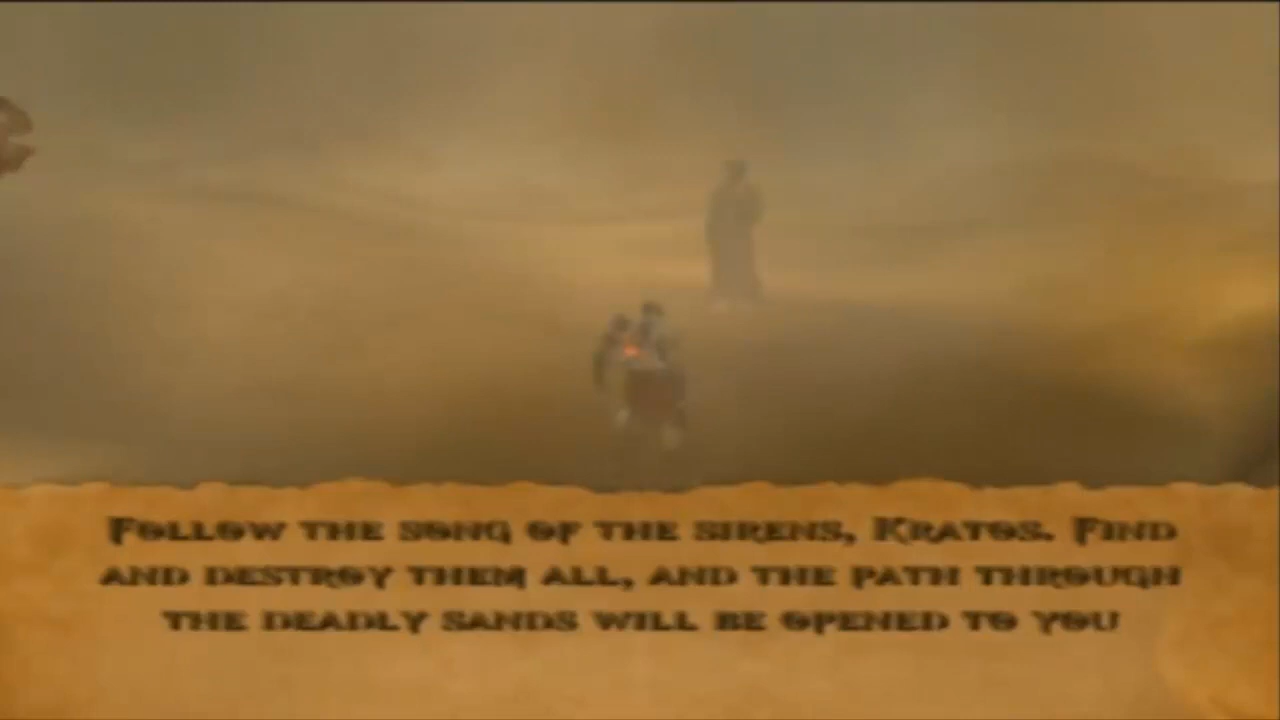 Follow the song of the sirens, Kratos. Find
and destroy them all, and the path through
the deadly sands will be opened to you